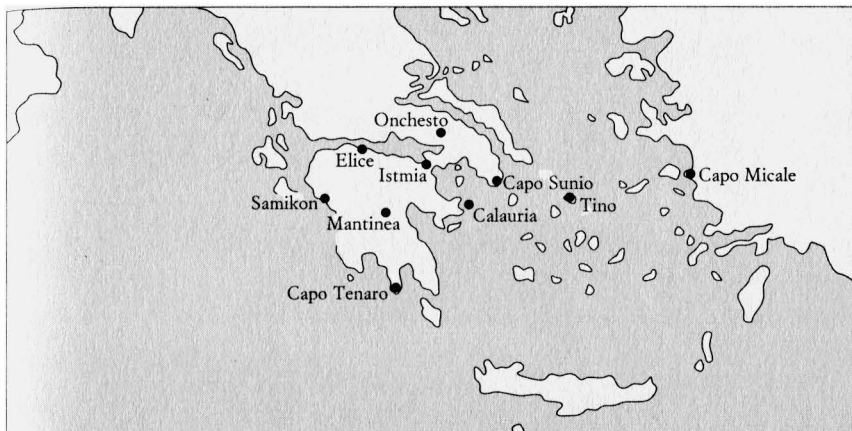 Onchesto
Elice
Istmia
Capo Micale
Capo Sunio
Samikon
Tino
Calauria
Mantinea
Capo Tenaro